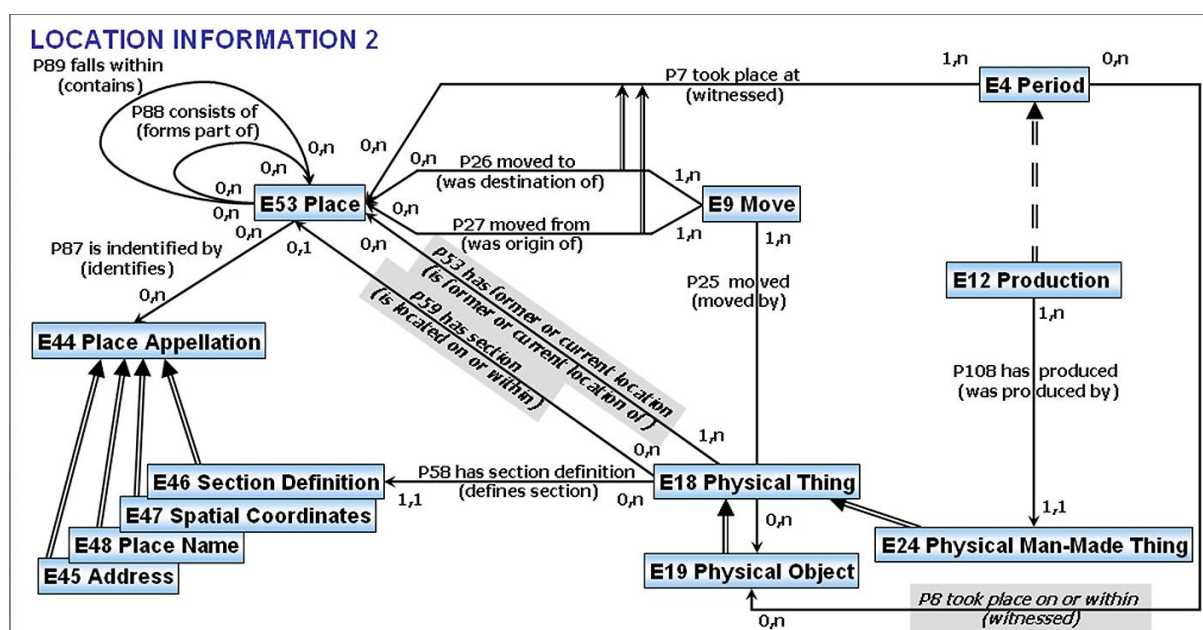 LOCATION INFORMATION 2
P89 falls within
(contains)
P88 consists of
(forms part of)
0,n
0,n
0,n
0,n
0,n
E53 Place
0,n
P7 took place at
(witnessed)
1,n
E4 Period
0,n
0,n
P26 moved to
(was destination of)
1,n
E9 Move
0,n
P27 moved from
(was origin of)
1,n
1,n
P87 is indentified by
(identifies)
0,n
0,1
0,n
P53 has former or current location
(is former or current location of)
P59 has section
(is located on or within)
P25 moved
(moved by)
E12 Production
1,n
0,n
E44 Place Appellation
P108 has produced
(was produced by)
0,n
1,n
E46 Section Definition
P58 has section definition
(defines section)
1,1
0,n
E18 Physical Thing
E47 Spatial Coordinates
0,n
1,1
E48 Place Name
E24 Physical Man-Made Thing
E45 Address
E19 Physical Object
P8 took place on or within
(witnessed)
0,n